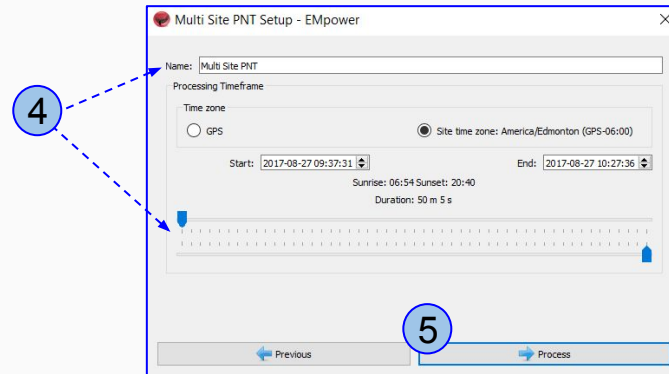 Multi Site PNT Setup - EMpower
Name: Multi Site PNT
Processing Timeframe
Time zone
GPS
Site time zone: America/Edmonton (GPS-06:00)
4
Start: 2017-08-27 09:37:31
End: 2017-08-27 10:27:36
Sunrise: 06:54 Sunset: 20:40
Duration: 50 m 5 s
5
Previous
Process